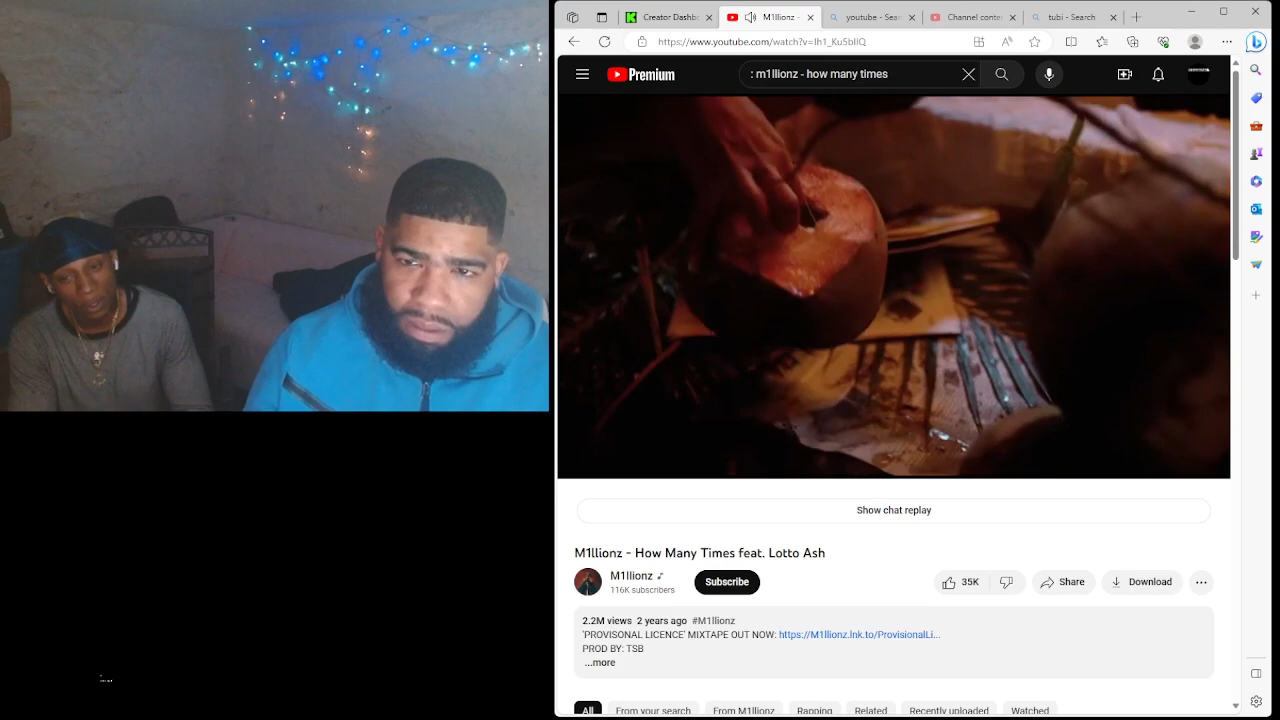 Creator Dashb
M1llionz -
youtube - Sear
Channel conte
tubi - Search
https://www.youtube.com/watch?v=Ih1_Ku5bIIQ
Premium
: m1llionz - how many times
Show chat replay
M1llionz - How Many Times feat. Lotto Ash
M1llionz
116K subscribers
Subscribe
35K
Share
Download
2.2M views 2 years ago #M1llionz
'PROVISONAL LICENCE' MIXTAPE OUT NOW: https://M1llionz.lnk.to/ProvisionalLi...
PROD BY: TSB
...more
All
From your search
From M1llionz
Rapping
Related
Recently uploaded
Watched